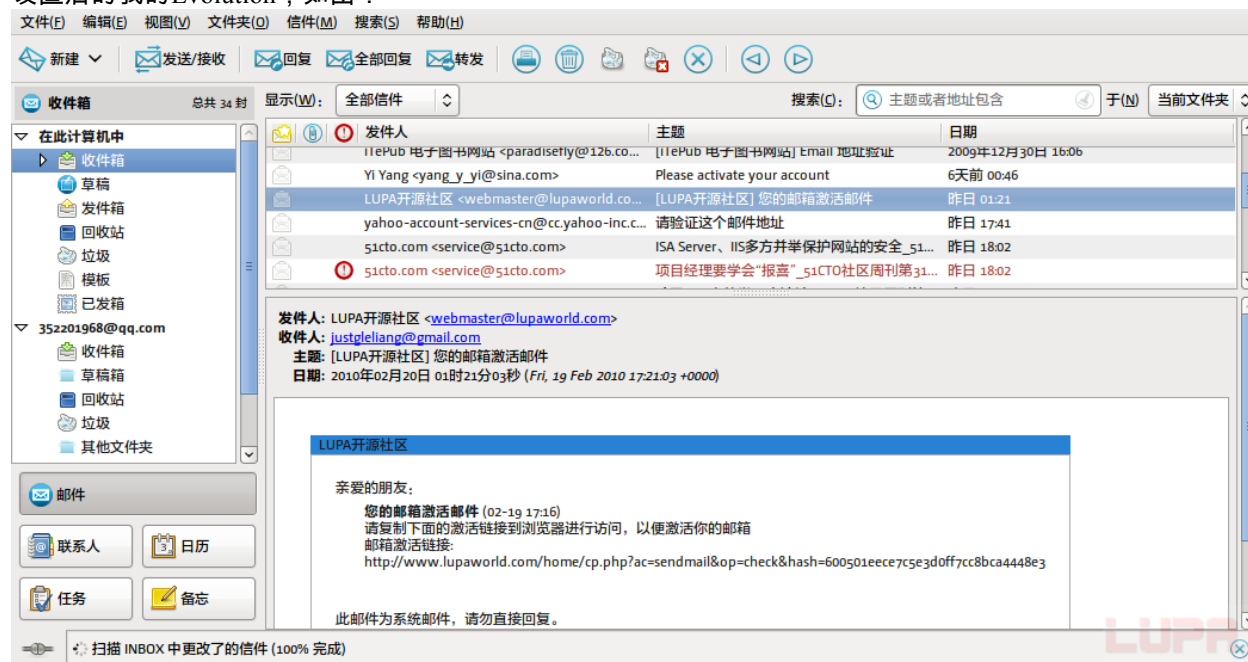 设置后的我的Evolution，如图：
文件(F) 编辑(E) 视图(V) 文件夹(O) 信件(M) 搜索(S) 帮助(H)
新建 发送/接收 回复 全部回复 转发
收件箱 总共 34 封
显示(W): 全部信件 搜索(C): 主题或者地址包含 于(N) 当前文件夹
在此计算机中
收件箱
草稿
发件箱
回收站
垃圾
模板
已发箱
352201968@qq.com
收件箱
草稿箱
回收站
垃圾
其他文件夹
邮件
联系人 日历
任务 备忘
发件人 主题 日期
iTePub 电子图书网站 <paradisefly@126.co... [iTePub 电子图书网站] Email 地址验证 2009年12月30日 16:06
Yi Yang <yang_y_yi@sina.com> Please activate your account 6天前 00:46
LUPA开源社区 <webmaster@lupaworld.co... [LUPA开源社区] 您的邮箱激活邮件 昨日 01:21
yahoo-account-services-cn@cc.yahoo-inc.c... 请验证这个邮件地址 昨日 17:41
51cto.com <service@51cto.com> ISA Server、IIS多方并举保护网站的安全_51... 昨日 18:02
51cto.com <service@51cto.com> 项目经理要学会“报喜”_51CTO社区周刊第31... 昨日 18:02
发件人: LUPA开源社区 <webmaster@lupaworld.com>
收件人: justgleliang@gmail.com
主题: [LUPA开源社区] 您的邮箱激活邮件
日期: 2010年02月20日 01时21分03秒 (Fri, 19 Feb 2010 17:21:03 +0000)
LUPA开源社区
亲爱的朋友：
您的邮箱激活邮件 (02-19 17:16)
请复制下面的激活链接到浏览器进行访问，以便激活你的邮箱
邮箱激活链接:
http://www.lupaworld.com/home/cp.php?ac=sendmail&op=check&hash=600501eece7c5e3d0ff7cc8bca4448e3
此邮件为系统邮件，请勿直接回复。
扫描 INBOX 中更改了的信件 (100% 完成)
LUPA